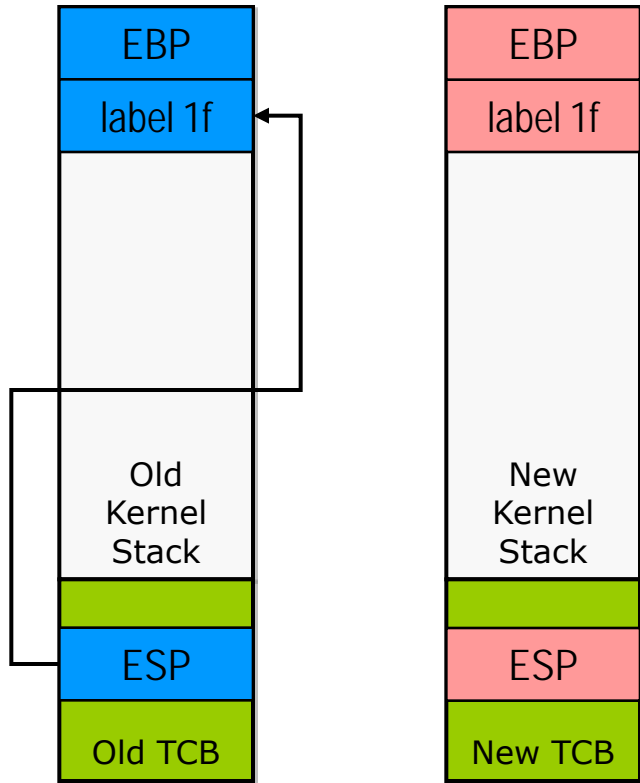 EBP
label 1f
Old
Kernel
Stack
ESP
Old TCB
EBP
label 1f
New
Kernel
Stack
ESP
New TCB